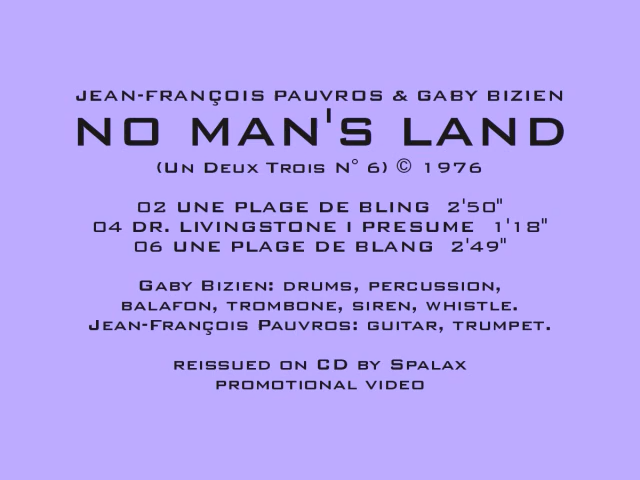 JEAN-FRANÇOIS PAUVROS & GABY BIZIEN
NO MAN'S LAND
(UN DEUX TROIS N° 6) © 1976
02 UNE PLAGE DE BLING 2'50"
04 DR. LIVINGSTONE I PRESUME 1'18"
06 UNE PLAGE DE BLANG 2'49"
GABY BIZIEN: DRUMS, PERCUSSION,
BALAFON, TROMBONE, SIREN, WHISTLE.
JEAN-FRANÇOIS PAUVROS: GUITAR, TRUMPET.
REISSUED ON CD BY SPALAX
PROMOTIONAL VIDEO